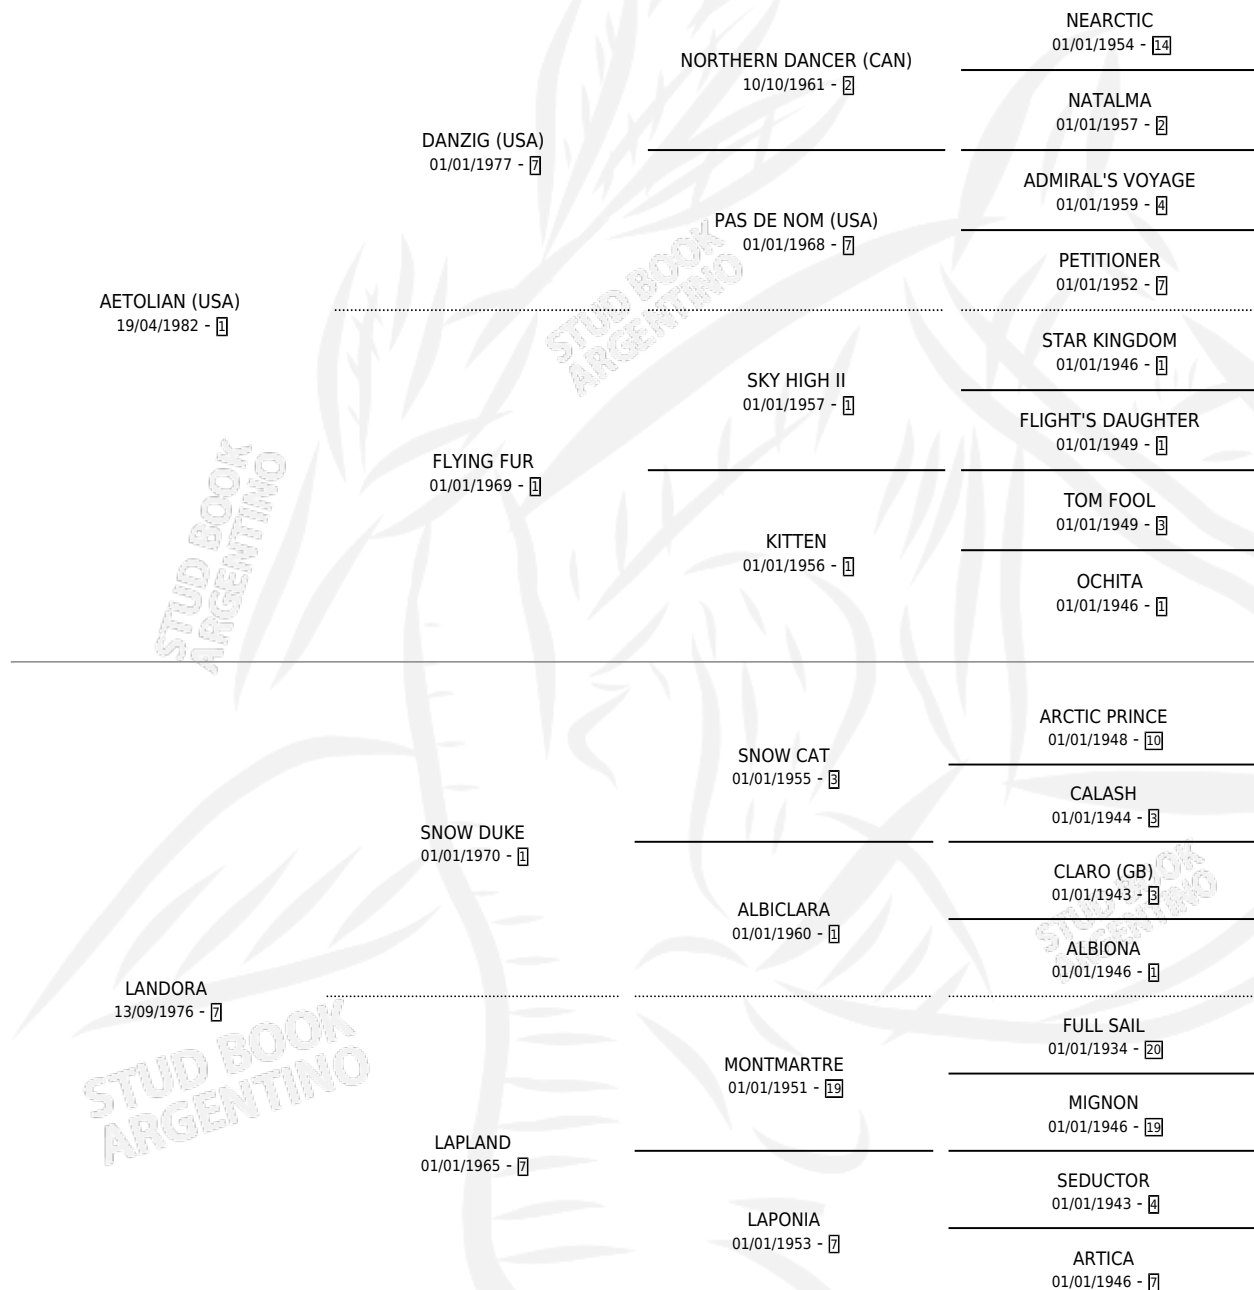 NEARCTIC
01/01/1954 - 14
NORTHERN DANCER (CAN)
10/10/1961 - 2
NATALMA
01/01/1957 - 2
DANZIG (USA)
01/01/1977 - 7
ADMIRAL'S VOYAGE
01/01/1959 - 4
PAS DE NOM (USA)
01/01/1968 - 7
PETITIONER
01/01/1952 - 7
AETOLIAN (USA)
19/04/1982 - 1
STUD BOOK
ARGENTINO
STAR KINGDOM
01/01/1946 - 1
SKY HIGH II
01/01/1957 - 1
FLIGHT'S DAUGHTER
01/01/1949 - 1
FLYING FUR
01/01/1969 - 1
TOM FOOL
01/01/1949 - 3
KITTEN
01/01/1956 - 1
OCHITA
01/01/1946 - 1
STUD BOOK
ARGENTINO
ARCTIC PRINCE
01/01/1948 - 10
SNOW CAT
01/01/1955 - 3
CALASH
01/01/1944 - 3
SNOW DUKE
01/01/1970 - 1
CLARO (GB)
01/01/1943 - 3
ALBICLARA
01/01/1960 - 1
STUD BOOK
ARGENTINO
ALBIONA
01/01/1946 - 1
LANDORA
13/09/1976 - 7
STUD BOOK
ARGENTINO
FULL SAIL
01/01/1934 - 20
MONTMARTRE
01/01/1951 - 19
MIGNON
01/01/1946 - 19
LAPLAND
01/01/1965 - 7
SEDUCTOR
01/01/1943 - 4
LAPONIA
01/01/1953 - 7
ARTICA
01/01/1946 - 7